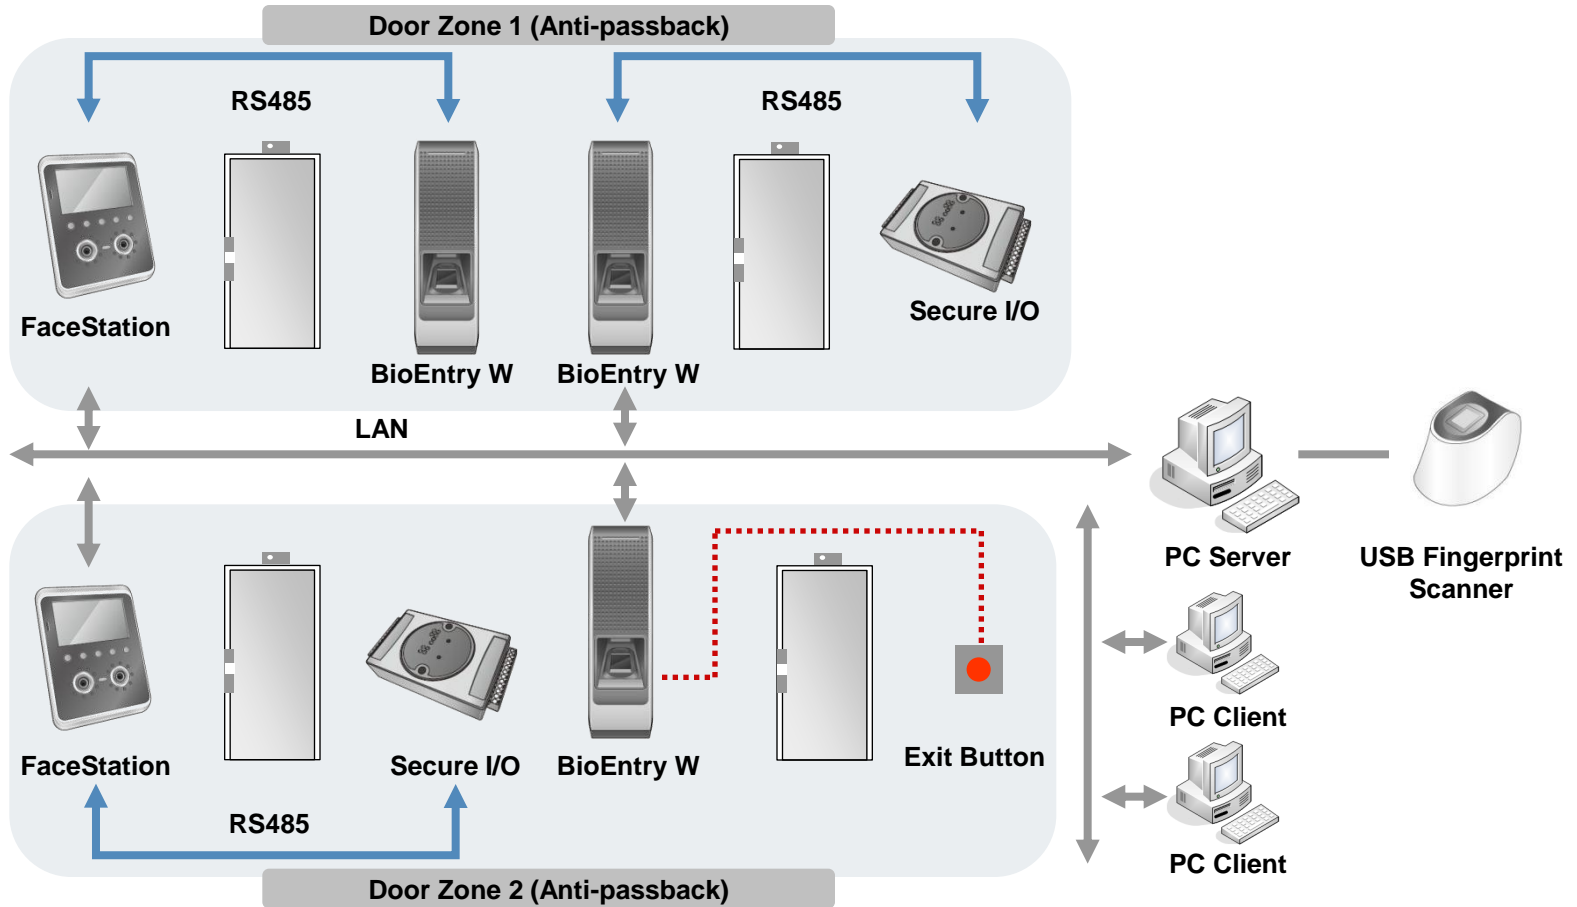 Door Zone 1 (Anti-passback)
RS485
RS485
FaceStation
BioEntry W
BioEntry W
Secure I/O
LAN
PC Server
USB Fingerprint
Scanner
PC Client
PC Client
FaceStation
Secure I/O
BioEntry W
Exit Button
RS485
Door Zone 2 (Anti-passback)